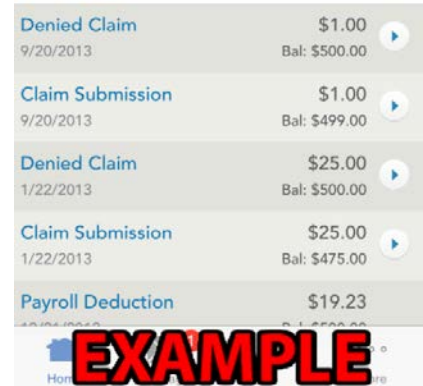 Denied Claim $1.00
9/20/2013 Bal: $500.00
Claim Submission $1.00
9/20/2013 Bal: $499.00
Denied Claim $25.00
1/22/2013 Bal: $500.00
Claim Submission $25.00
1/22/2013 Bal: $475.00
Payroll Deduction $19.23
EXAMPLE